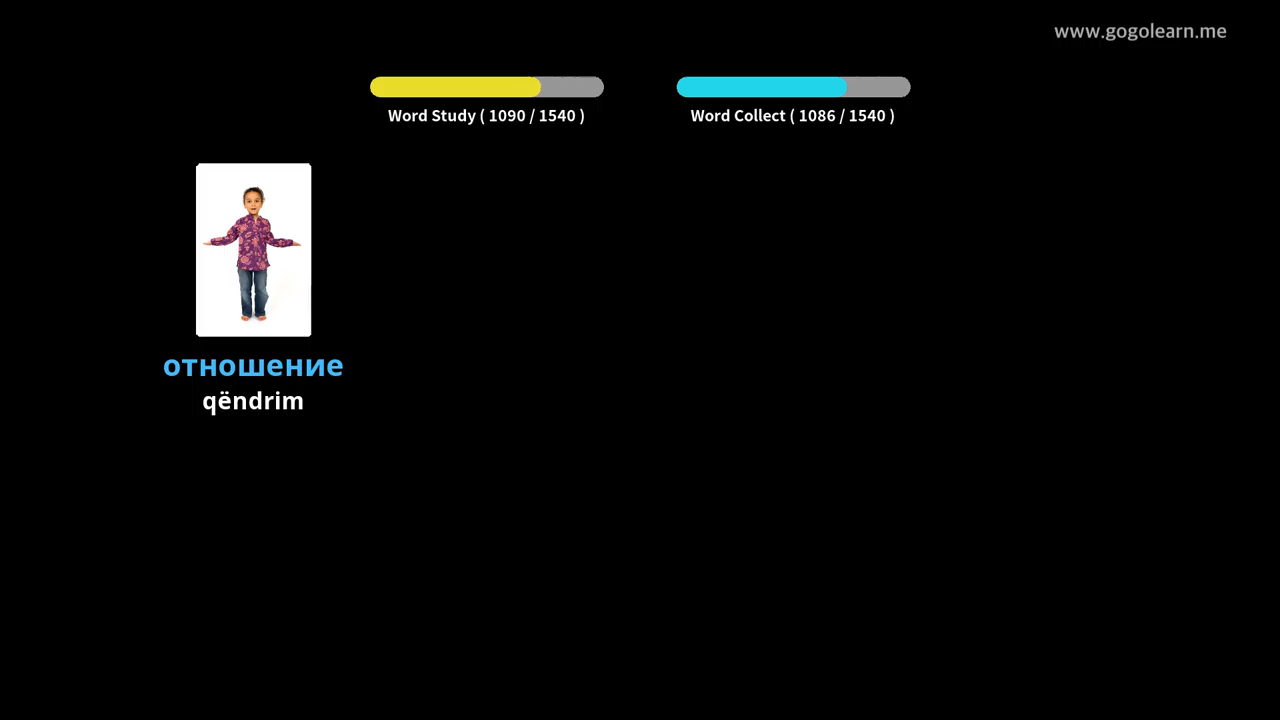 www.gogolearn.me
Word Study ( 1090 / 1540 )
Word Collect ( 1086 / 1540 )
отношение
qëndrim